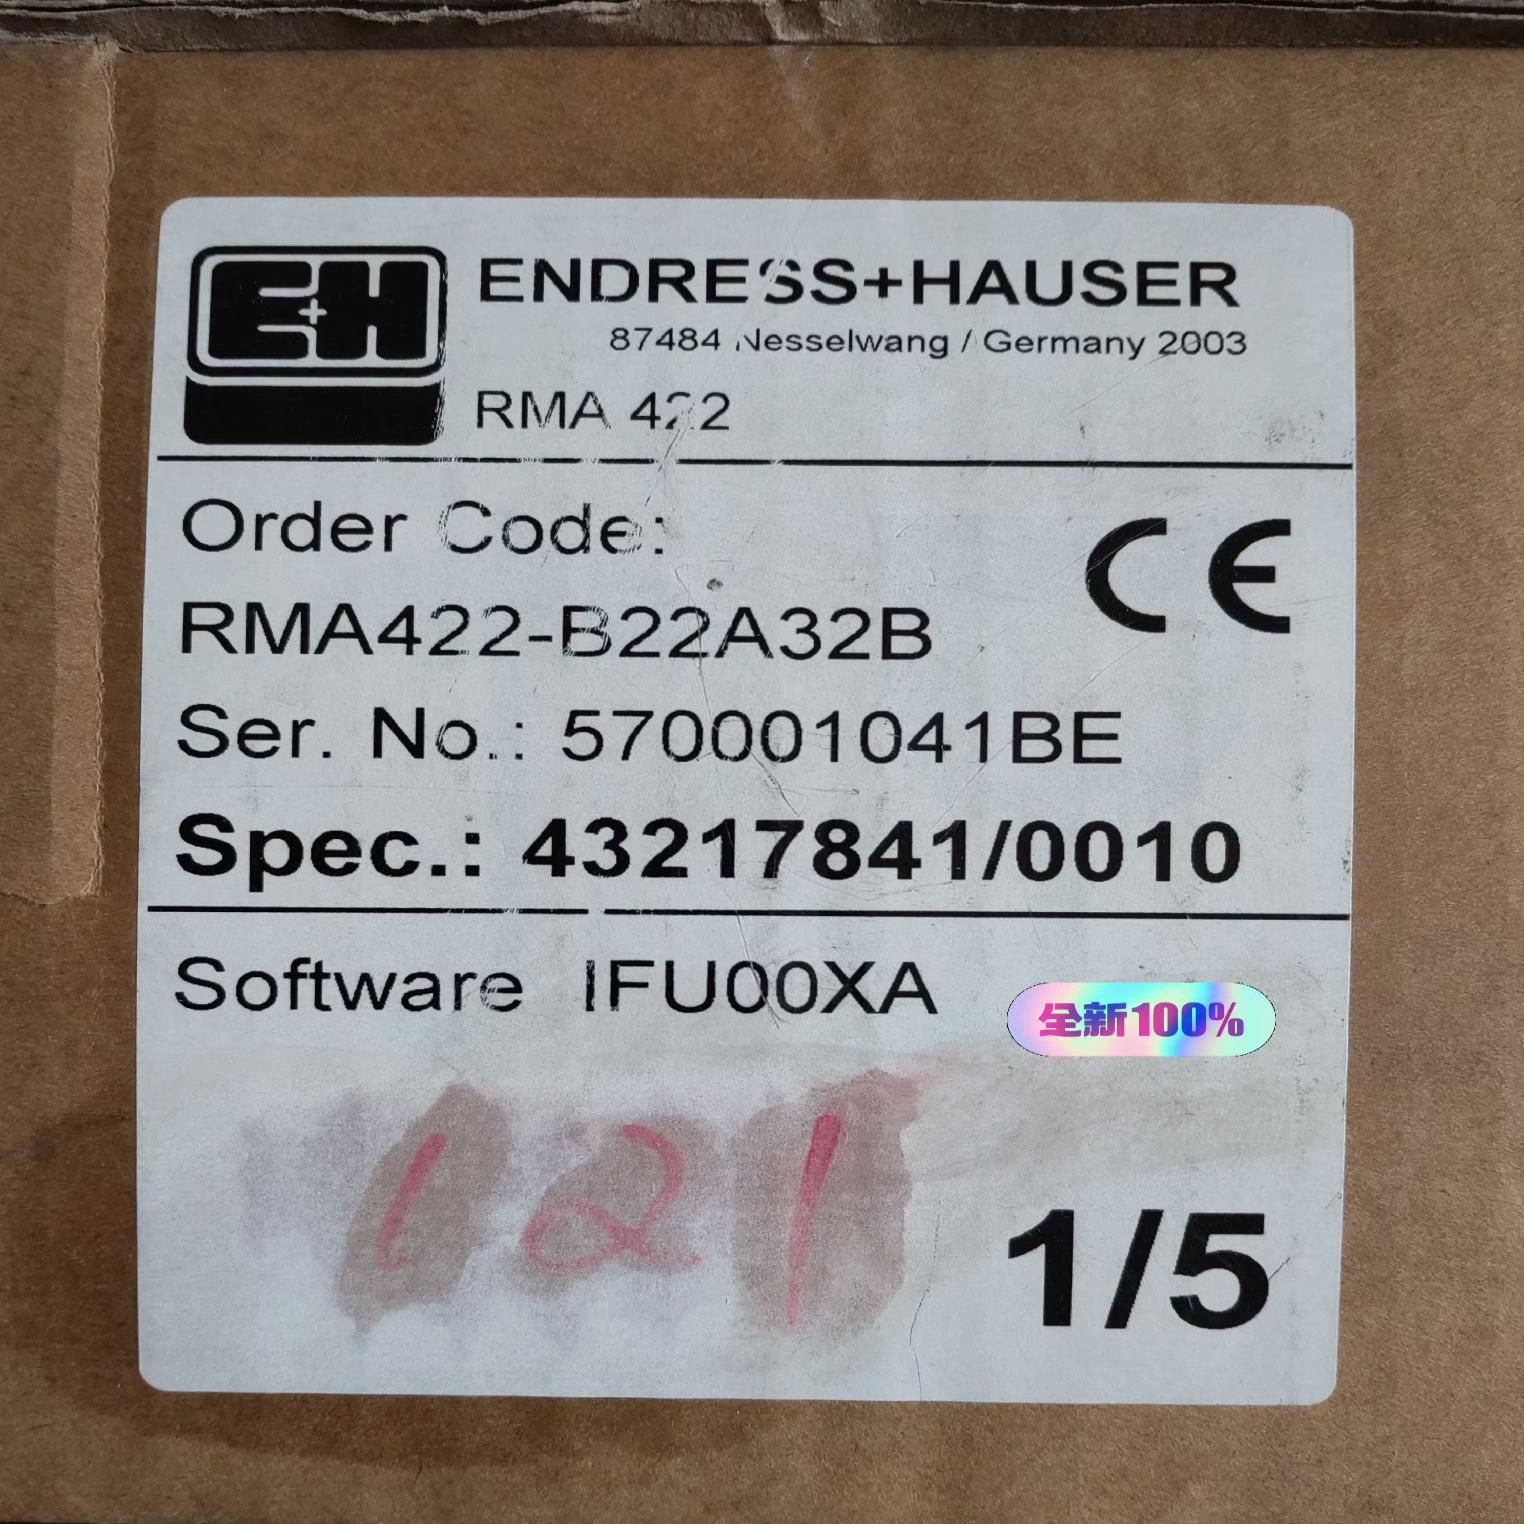 E+H
ENDRESS+HAUSER
87484 Nesselwang / Germany 2003
RMA 422
Order Code:
CE
RMA422-B22A32B
Ser. No.: 570001041BE
Spec.: 43217841/0010
Software IFU00XA
全新100%
121
1/5